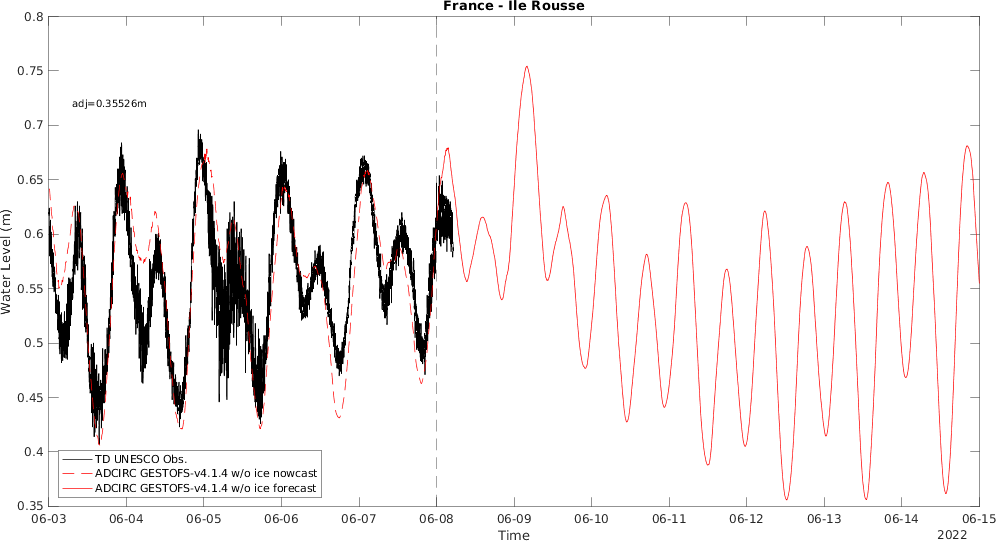 France - Ile Rousse
0.8
0.75
0.7
0.65
0.6
0.55
0.5
0.45
0.4
0.35
Water Level (m)
adj=0.35526m
TD UNESCO Obs.
ADCIRC GESTOFS-v4.1.4 w/o ice nowcast
ADCIRC GESTOFS-v4.1.4 w/o ice forecast
06-03 06-04 06-05 06-06 06-07 06-08 06-09 06-10 06-11 06-12 06-13 06-14 06-15
Time
2022